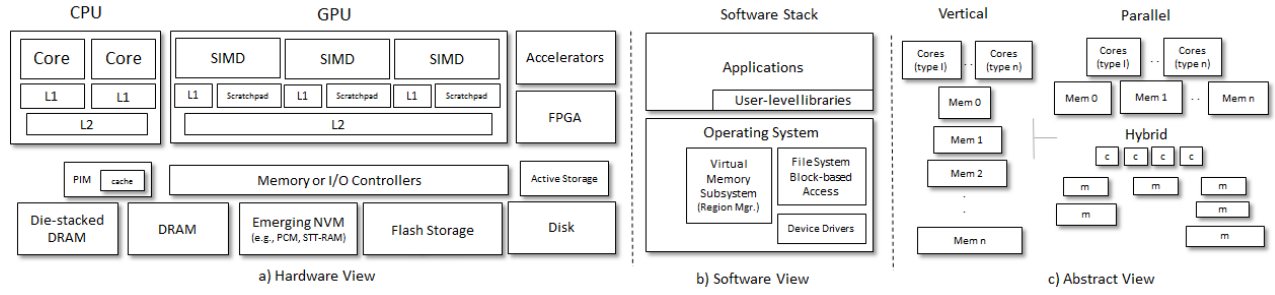 CPU
GPU
Core
Core
SIMD
SIMD
SIMD
Accelerators
L1
L1
L1
Scratchpad
L1
Scratchpad
L1
Scratchpad
FPGA
L2
L2
PIM
cache
Memory or I/O Controllers
Active Storage
Die-stacked
DRAM
DRAM
Emerging NVM
(e.g., PCM, STT-RAM)
Flash Storage
Disk
a) Hardware View
Software Stack
Applications
User-level libraries
Operating System
Virtual
Memory
Subsystem
(Region Mgr.)
File System
Block-based
Access
Device Drivers
b) Software View
Vertical
Cores
(type I)
. .
Cores
(type n)
Mem 0
Mem 1
Mem 2
.
.
Mem n
Parallel
Cores
(type I)
. .
Cores
(type n)
Mem 0
Mem 1
. .
Mem n
Hybrid
c
c
c
c
m
m
m
m
m
m
c) Abstract View